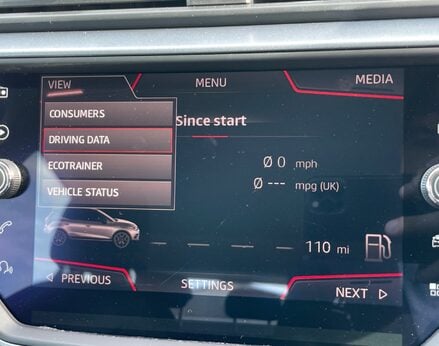 VIEW
MENU
MEDIA
CONSUMERS
Since start
DRIVING DATA
ECOTRAINER
Ø 0 mph
VEHICLE STATUS
Ø --- mpg (UK)
110 mi
PREVIOUS
SETTINGS
NEXT